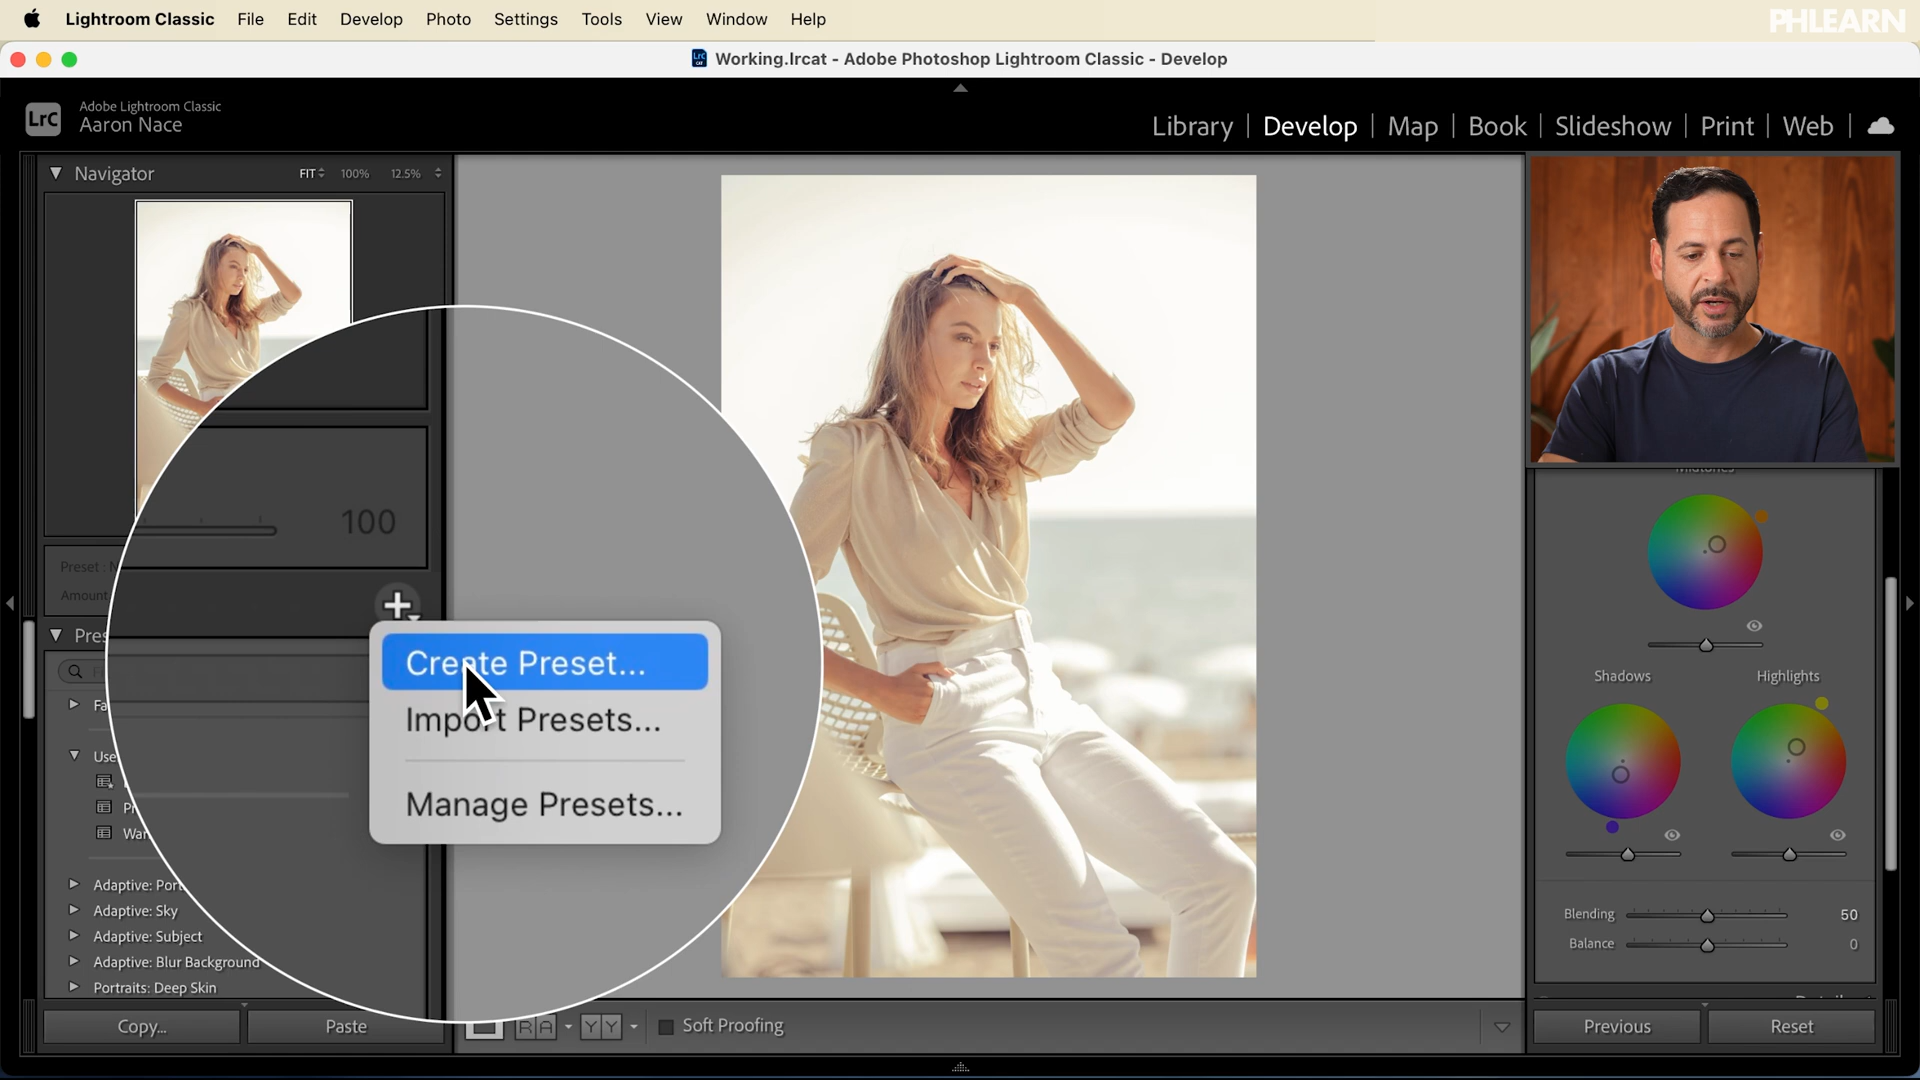 Lightroom Classic File Edit Develop Photo Settings Tools View Window Help
PHLEARN
Working.lrcat - Adobe Photoshop Lightroom Classic - Develop
LrC
Adobe Lightroom Classic
Aaron Nace
Library | Develop | Map | Book | Slideshow | Print | Web |
Navigator FIT 100% 12.5%
100
Preset :
Amount
Create Preset...
Import Presets...
Manage Presets...
Adaptive: Sky
Adaptive: Subject
Adaptive: Blur Background
Portraits: Deep Skin
Copy... Paste
RA YY Soft Proofing
Midtones
Shadows Highlights
Blending 50
Balance 0
Previous Reset